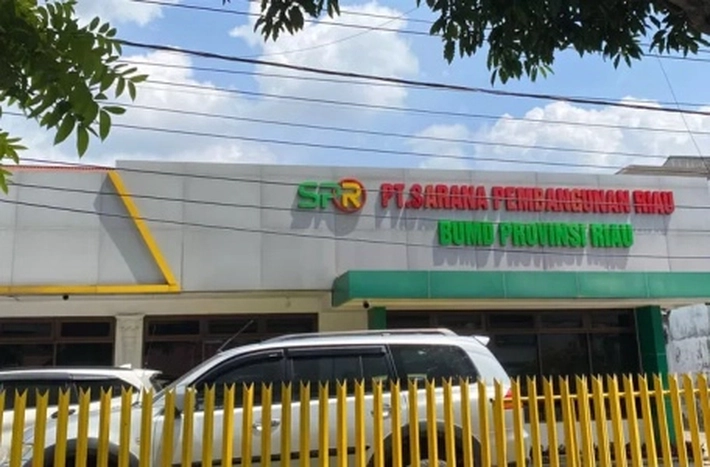 SPR PT.SARANA PEMBANGUNAN RIAU
BUMD PROVINSI RIAU